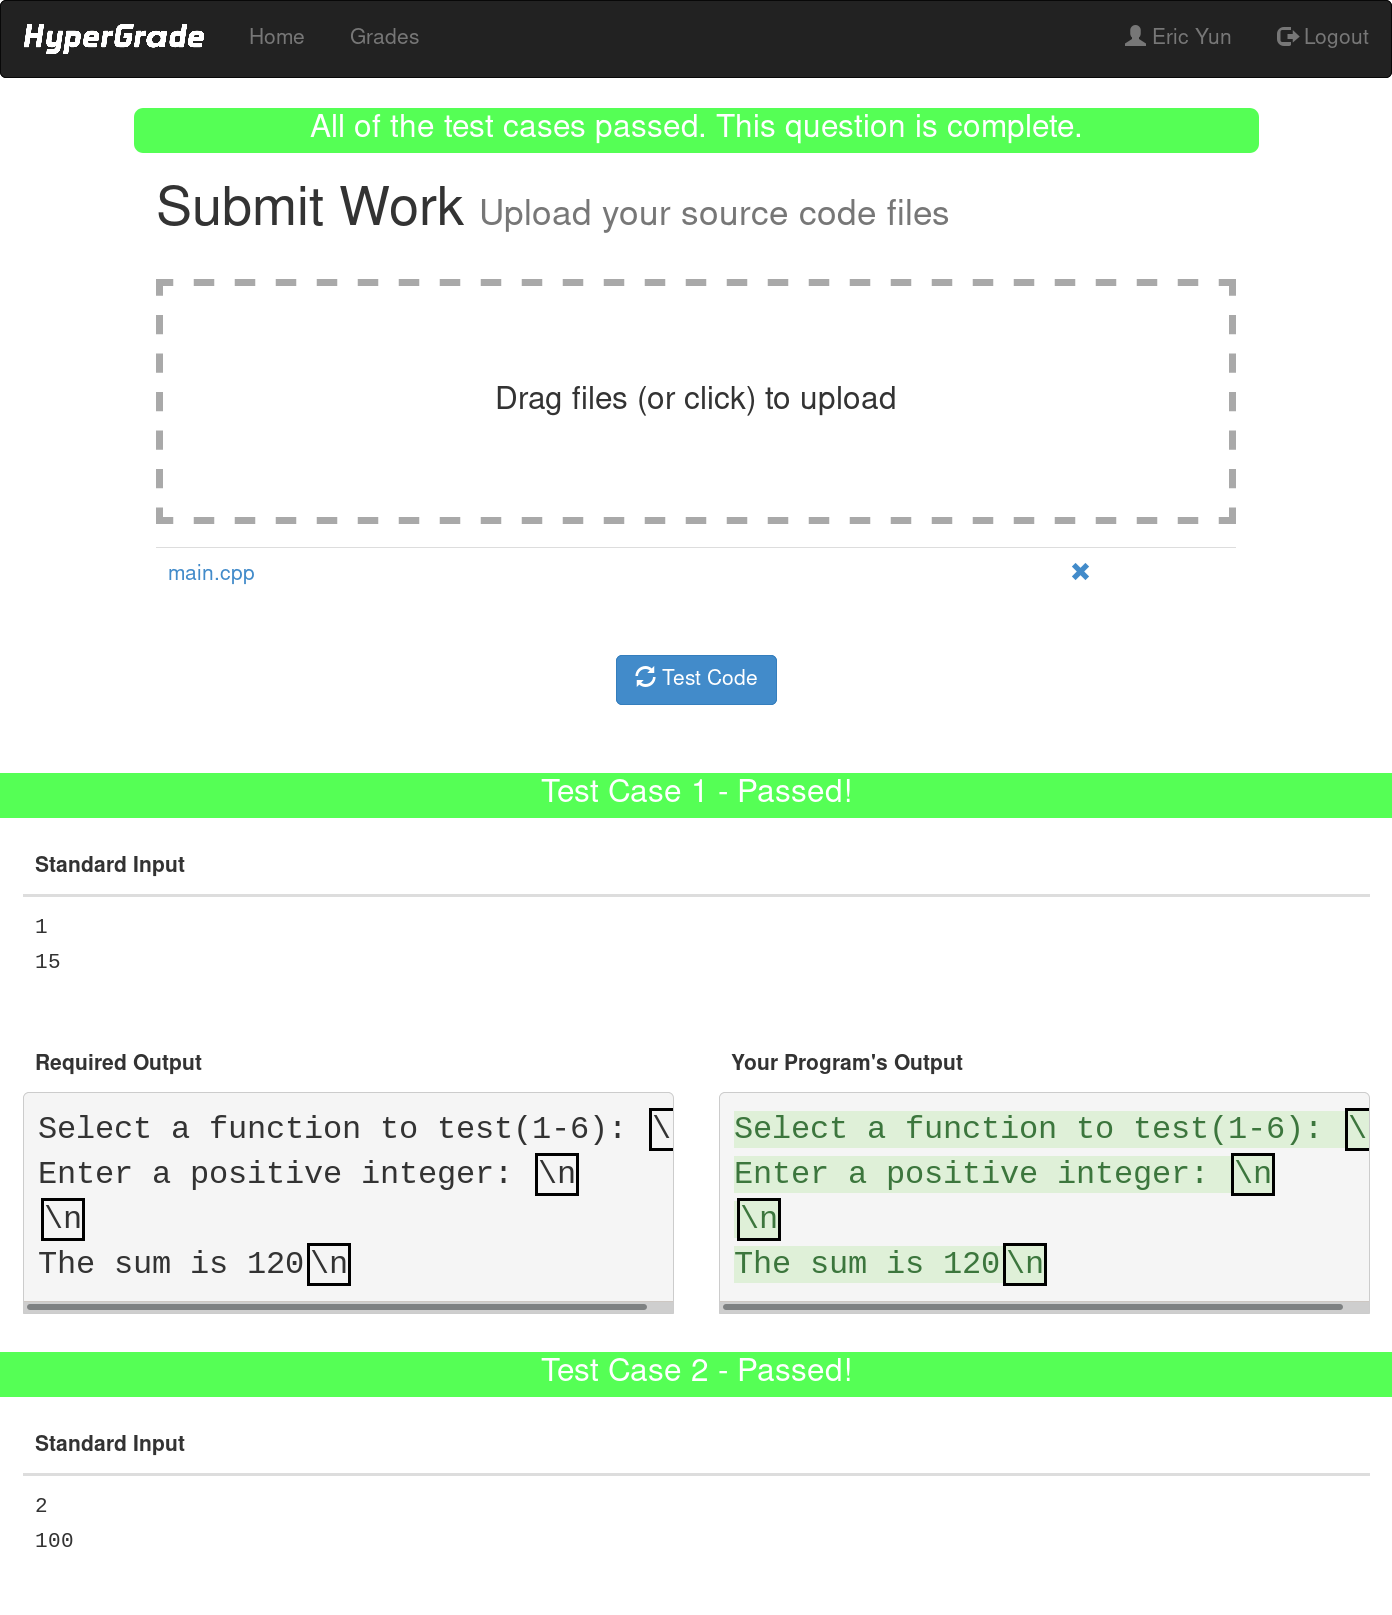 HyperGrade Home Grades Eric Yun Logout
All of the test cases passed. This question is complete.
Submit Work Upload your source code files
Drag files (or click) to upload
main.cpp
Test Code
Test Case 1 - Passed!
Standard Input
1
15
Required Output
Select a function to test(1-6): \
Enter a positive integer: \n
\n
The sum is 120\n
Your Program's Output
Select a function to test(1-6): \
Enter a positive integer: \n
\n
The sum is 120\n
Test Case 2 - Passed!
Standard Input
2
100